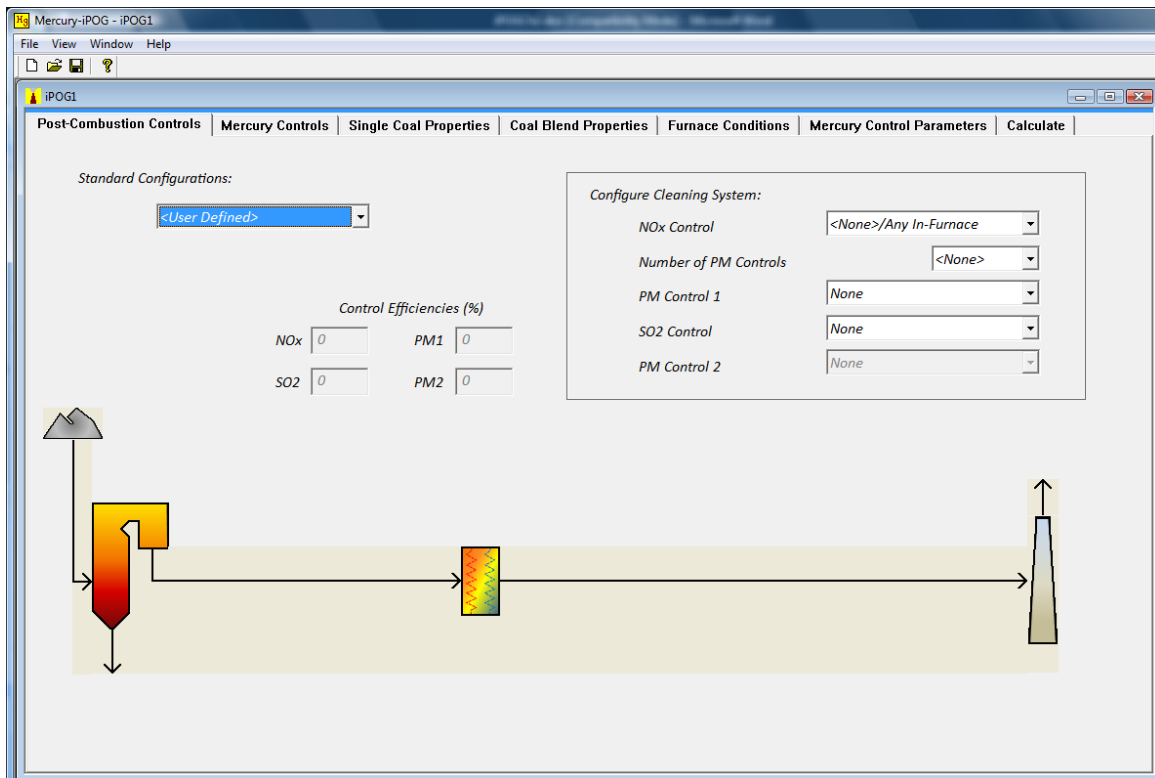 Hg Mercury-iPOG - iPOG1
File View Window Help
?
iPOG1
Post-Combustion Controls Mercury Controls Single Coal Properties Coal Blend Properties Furnace Conditions Mercury Control Parameters Calculate
Standard Configurations:
<User Defined>
Configure Cleaning System:
NOx Control <None>/Any In-Furnace
Number of PM Controls <None>
PM Control 1 None
SO2 Control None
PM Control 2 None
Control Efficiencies (%)
NOx 0 PM1 0
SO2 0 PM2 0